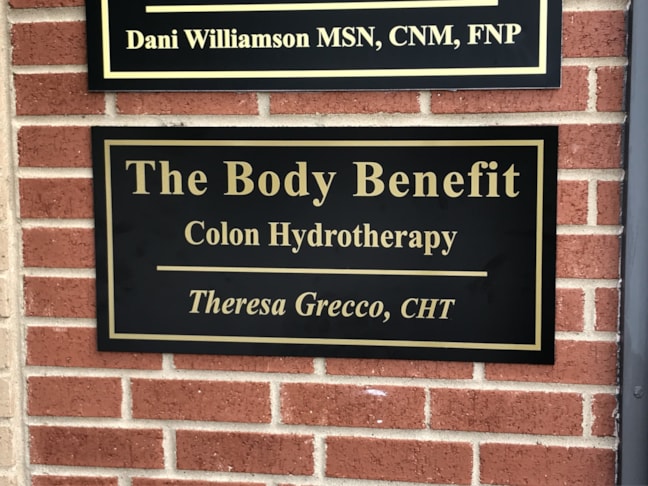 Dani Williamson MSN, CNM, FNP
The Body Benefit
Colon Hydrotherapy
Theresa Grecco, CHT